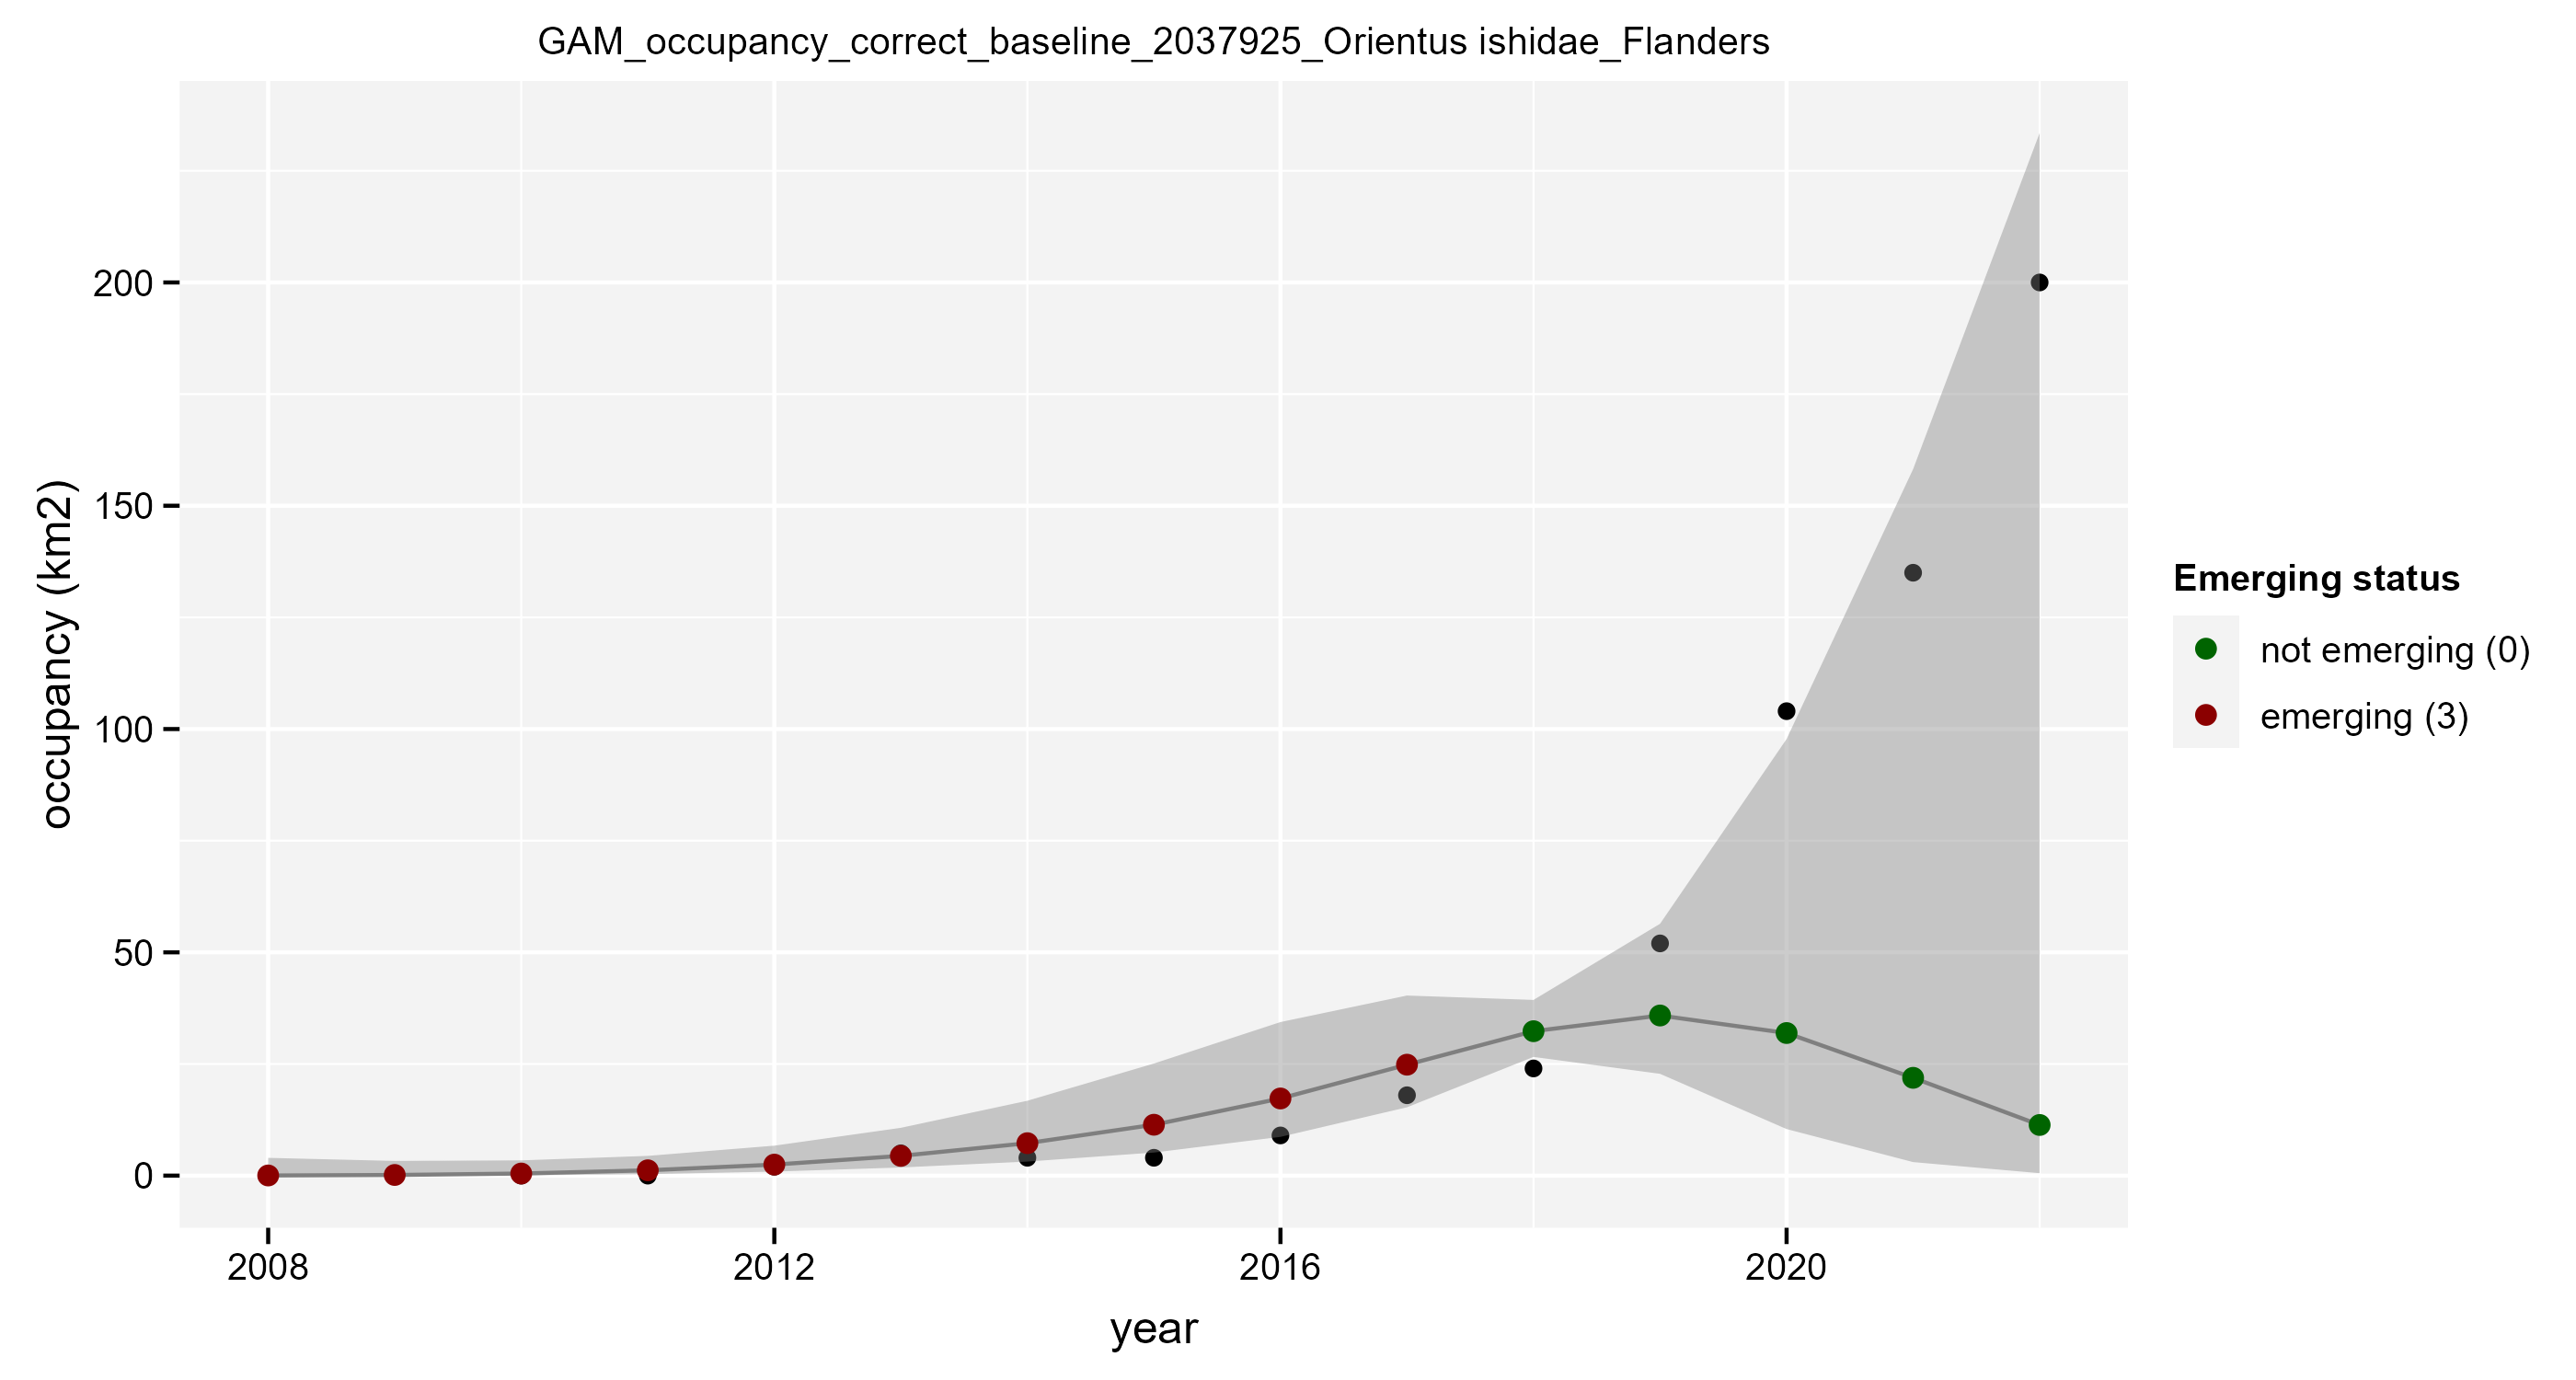 GAM_occupancy_correct_baseline_2037925_Orientus ishidae_Flanders
occupancy (km2)
200
150
100
50
0
2008
2012
2016
2020
year
Emerging status
not emerging (0)
emerging (3)